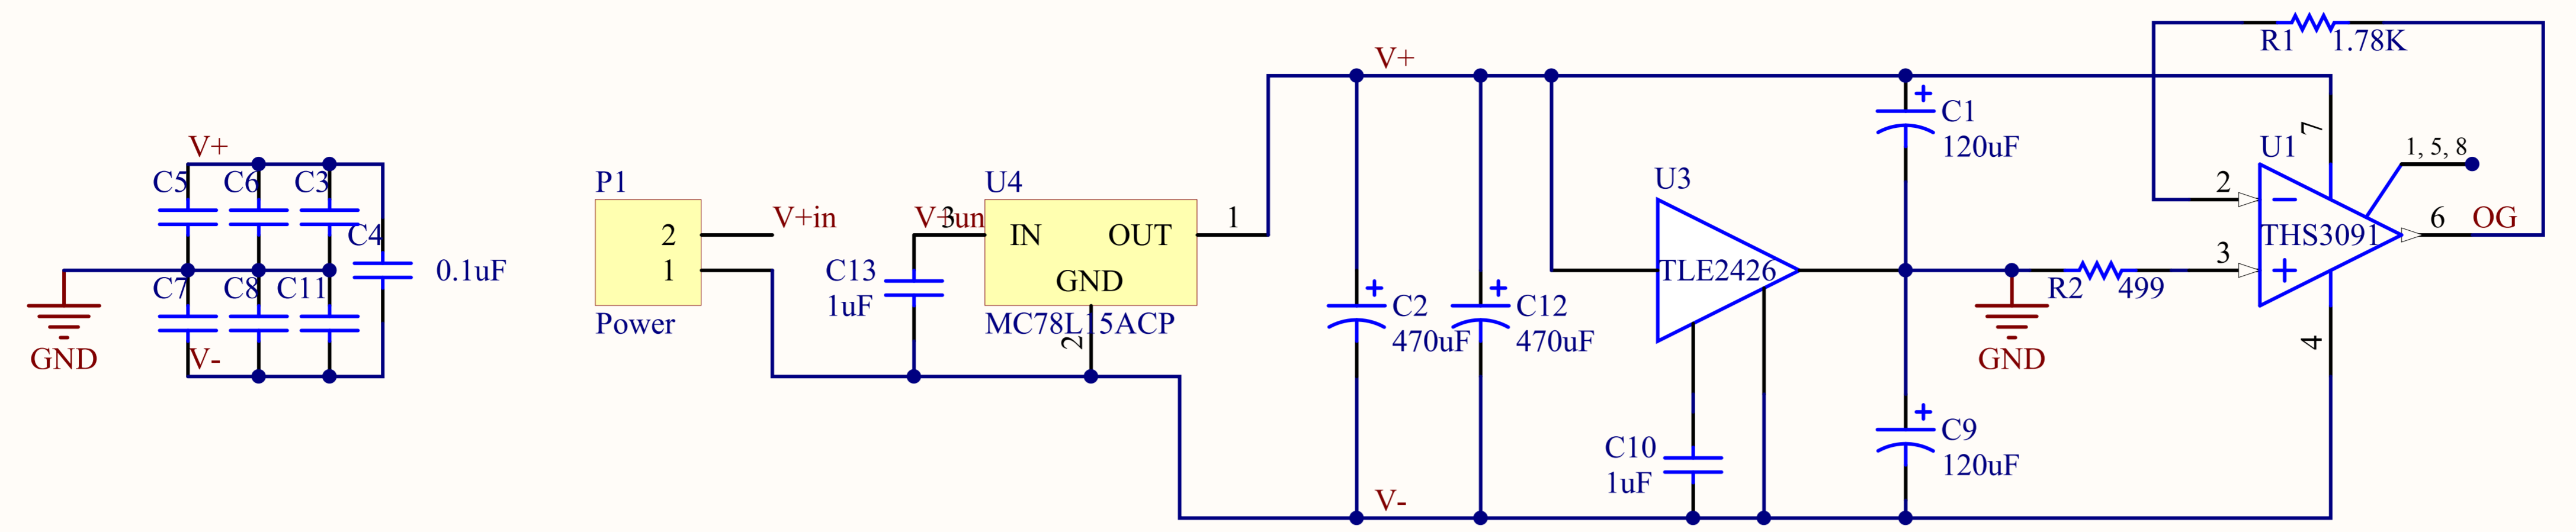 V+
C5 C6 C3
C4
0.1uF
C7 C8 C11
V-
GND
P1
2
1
Power
V+in
V+un
3
C13
1uF
U4
IN OUT
GND
MC78L15ACP
1
2
V+
C2
470uF
C12
470uF
V-
U3
TLE2426
C10
1uF
C1
120uF
C9
120uF
GND
R2 499
R1 1.78K
U1
7
1, 5, 8
2
THS3091
3
6 OG
4